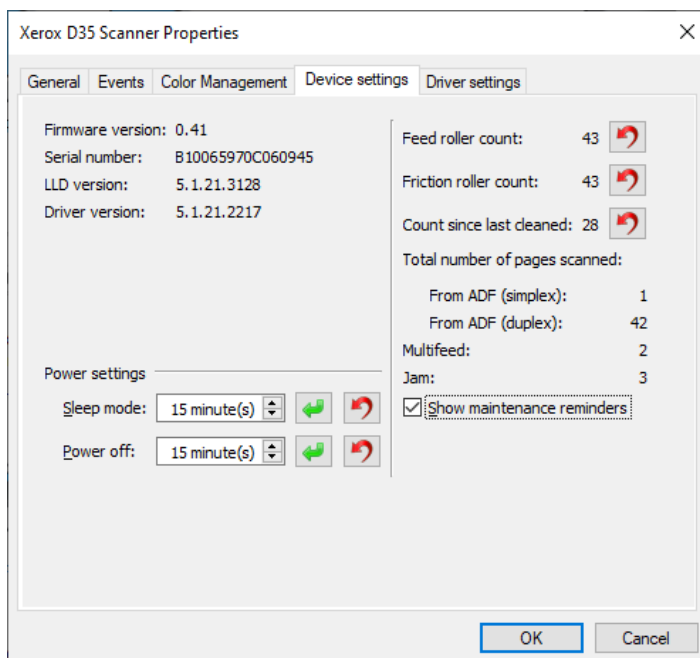 Xerox D35 Scanner Properties
General Events Color Management Device settings Driver settings
Firmware version: 0.41
Serial number: B10065970C060945
LLD version: 5.1.21.3128
Driver version: 5.1.21.2217
Power settings
Sleep mode: 15 minute(s)
Power off: 15 minute(s)
Feed roller count: 43
Friction roller count: 43
Count since last cleaned: 28
Total number of pages scanned:
From ADF (simplex): 1
From ADF (duplex): 42
Multifeed: 2
Jam: 3
Show maintenance reminders
OK Cancel